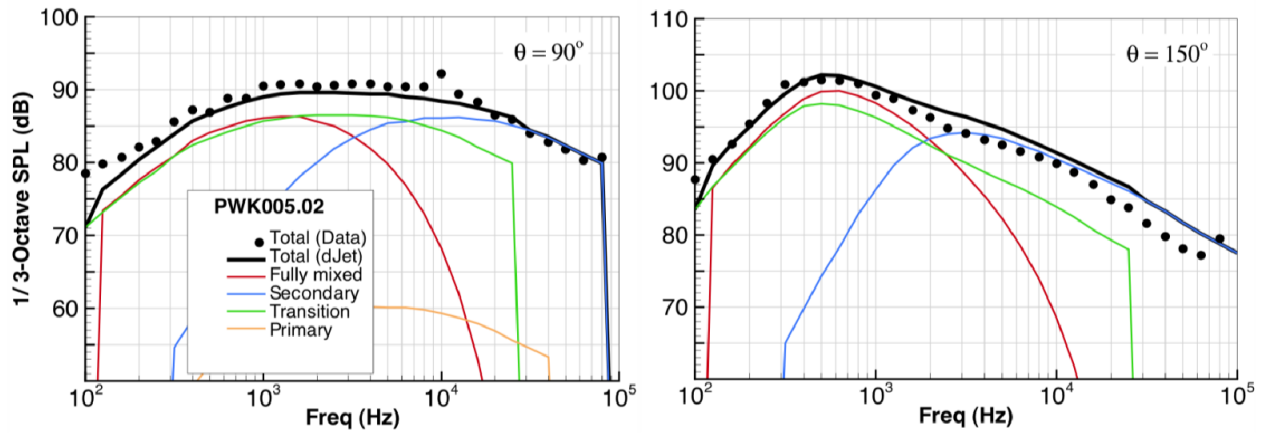 100
90
80
70
60
1/ 3-Octave SPL (dB)
θ = 90°
PWK005.02
Total (Data)
Total (dJet)
Fully mixed
Secondary
Transition
Primary
10²
10³
10⁴
10⁵
Freq (Hz)
110
100
90
80
70
θ = 150°
10²
10³
10⁴
10⁵
Freq (Hz)